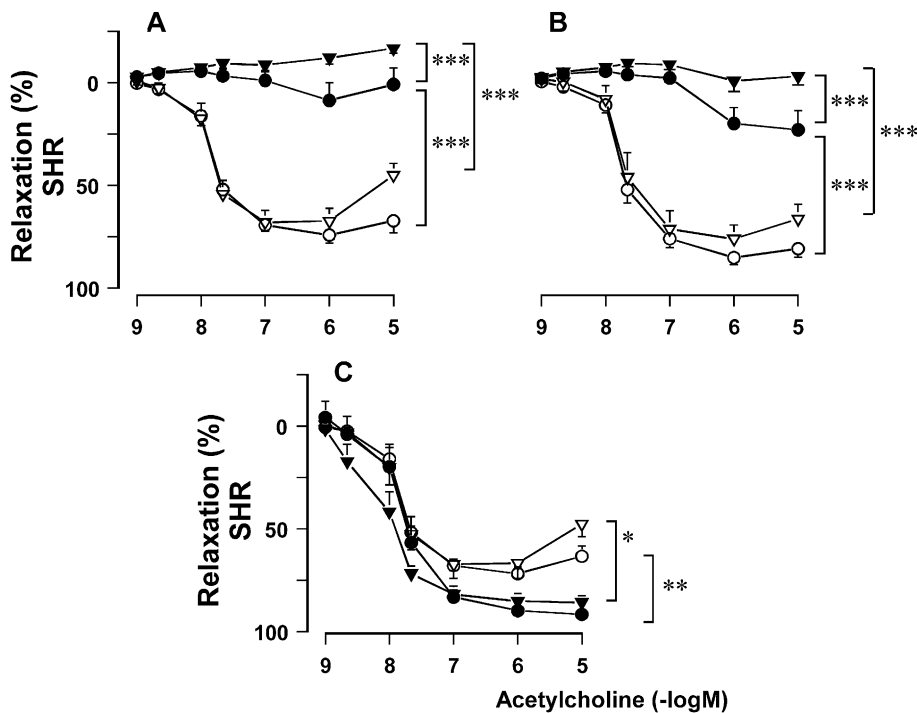 A
B
Relaxation (%)
SHR
0
50
100
***
***
***
***
***
***
9 8 7 6 5
9 8 7 6 5
C
Relaxation (%)
SHR
0
50
100
*
**
9 8 7 6 5
Acetylcholine (-logM)